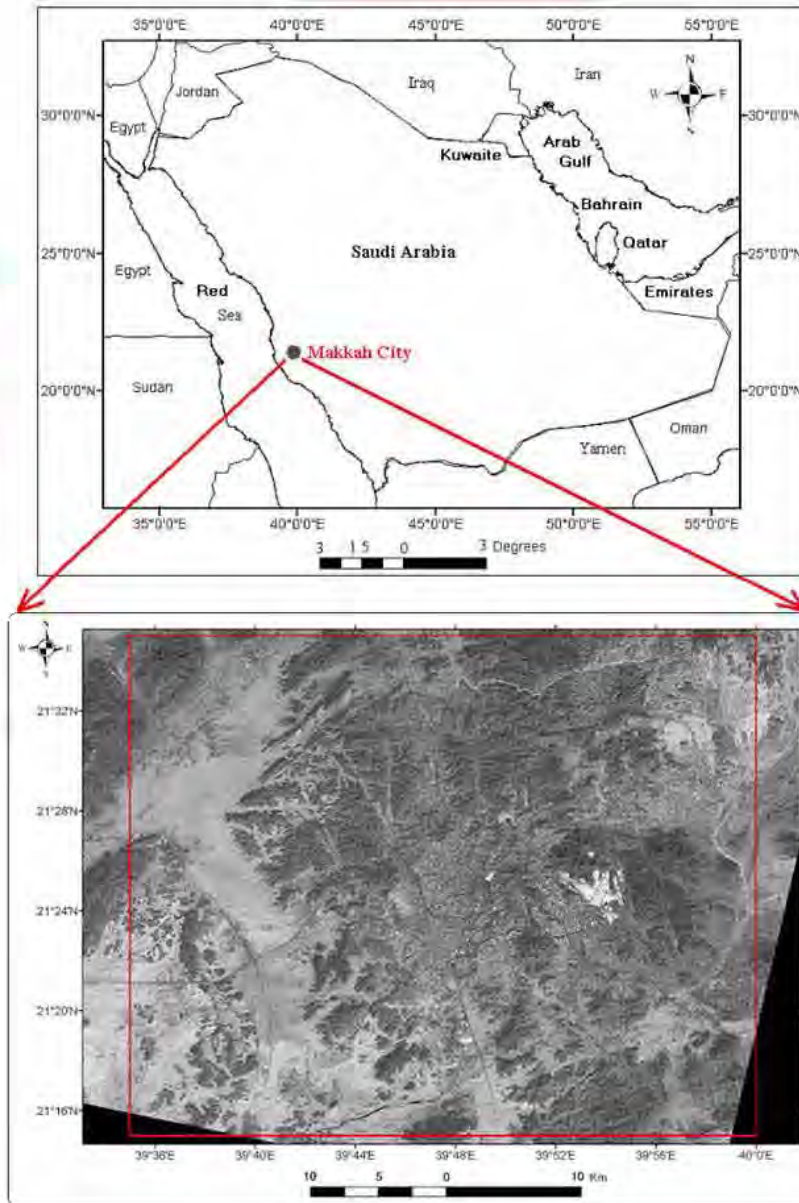 35°0'0"E 40°0'0"E 45°0'0"E 50°0'0"E 55°0'0"E
Iraq
Iran
Jordan
N
W E
S
30°0'0"N 30°0'0"N
Egypt
Kuwaite
Arab
Gulf
Bahrain
Qatar
25°0'0"N 25°0'0"N
Saudi Arabia
Egypt
Red
Sea
Emirates
Makkah City
20°0'0"N 20°0'0"N
Sudan
Oman
Yamen
35°0'0"E 40°0'0"E 45°0'0"E 50°0'0"E 55°0'0"E
3 1.5 0 3 Degrees
N
W E
S
21°32'N
21°28'N
21°24'N
21°20'N
21°16'N
39°36'E 39°40'E 39°44'E 39°48'E 39°52'E 39°56'E 40°0'E
10 5 0 10 Km